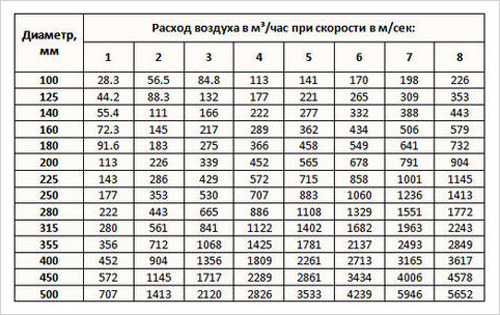 Диаметр, мм Расход воздуха в м³/час при скорости в м/сек:
1 2 3 4 5 6 7 8
100 28.3 56.5 84.8 113 141 170 198 226
125 44.2 88.3 132 177 221 265 309 353
140 55.4 111 166 222 277 332 388 443
160 72.3 145 217 289 362 434 506 579
180 91.6 183 275 366 458 549 641 732
200 113 226 339 452 565 678 791 904
225 143 286 429 572 715 858 1001 1145
250 177 353 530 707 883 1060 1236 1413
280 222 443 665 886 1108 1329 1551 1772
315 280 561 841 1122 1402 1682 1963 2243
355 356 712 1068 1425 1781 2137 2493 2849
400 452 904 1356 1809 2261 2713 3165 3617
450 572 1145 1717 2289 2861 3434 4006 4578
500 707 1413 2120 2826 3533 4239 5946 5652